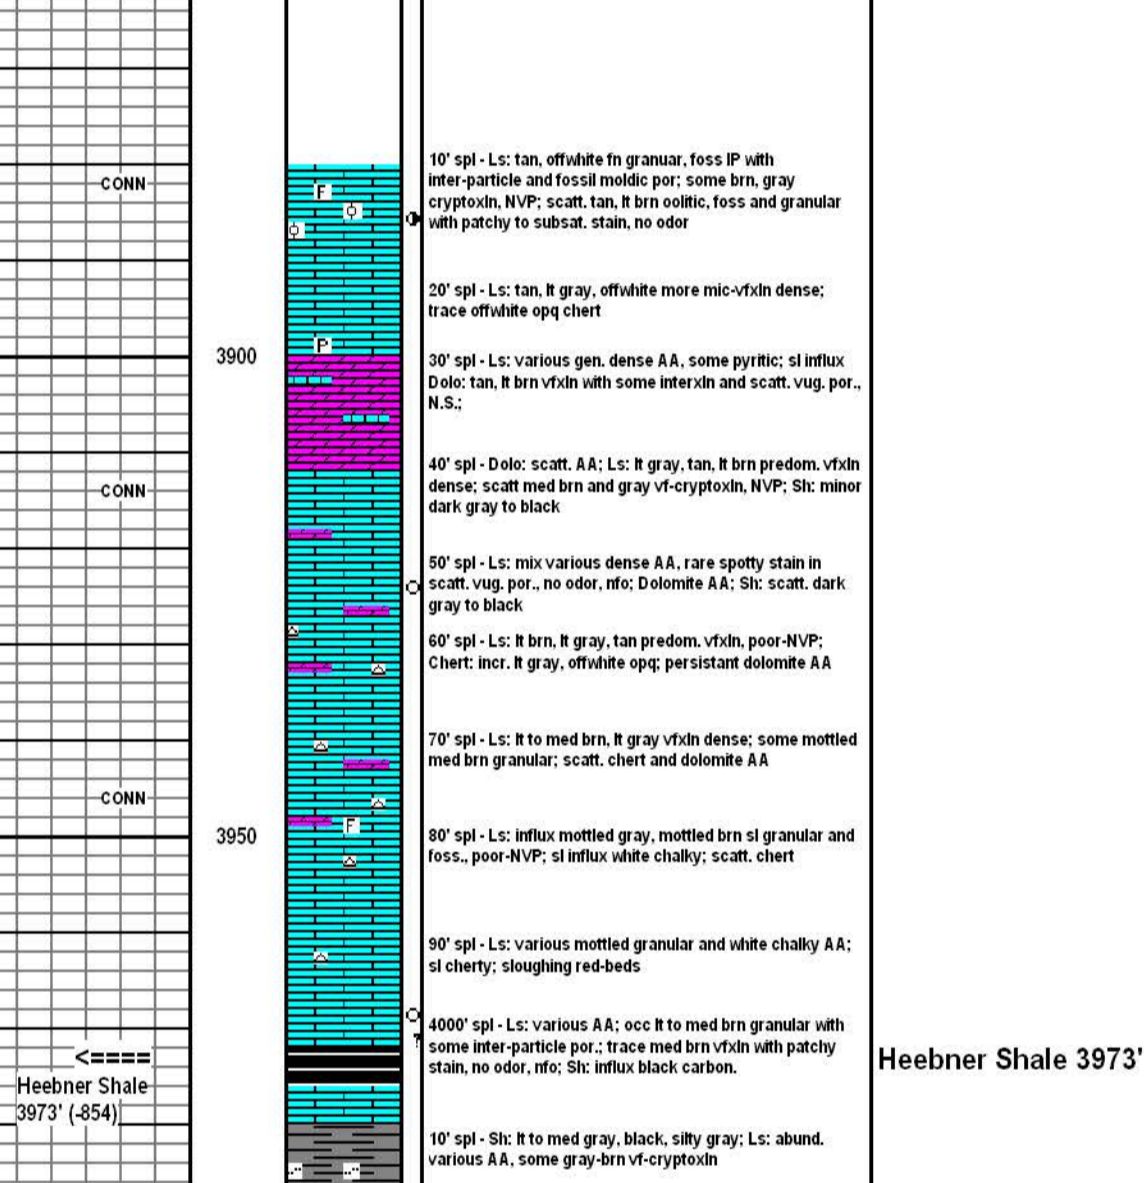 CONN
10' spl - Ls: tan, offwhite fn granuar, foss IP with
inter-particle and fossil moldic por; some brn, gray
cryptoxln, NVP; scatt. tan, lt brn oolitic, foss and granular
with patchy to subsat. stain, no odor
F
20' spl - Ls: tan, lt gray, offwhite more mic-vfxln dense;
trace offwhite opq chert
P
3900
30' spl - Ls: various gen. dense AA, some pyritic; sl influx
Dolo: tan, lt brn vfxln with some interxln and scatt. vug. por.,
N.S.;
40' spl - Dolo: scatt. AA; Ls: lt gray, tan, lt brn predom. vfxln
dense; scatt med brn and gray vf-cryptoxln, NVP; Sh: minor
dark gray to black
CONN
50' spl - Ls: mix various dense AA, rare spotty stain in
scatt. vug. por., no odor, nfo; Dolomite AA; Sh: scatt. dark
gray to black
60' spl - Ls: lt brn, lt gray, tan predom. vfxln, poor-NVP;
Chert: incr. lt gray, offwhite opq; persistant dolomite AA
70' spl - Ls: lt to med brn, lt gray vfxln dense; some mottled
med brn granular; scatt. chert and dolomite AA
CONN
F
3950
80' spl - Ls: influx mottled gray, mottled brn sl granular and
foss., poor-NVP; sl influx white chalky; scatt. chert
90' spl - Ls: various mottled granular and white chalky AA;
sl cherty; sloughing red-beds
4000' spl - Ls: various AA; occ lt to med brn granular with
some inter-particle por.; trace med brn vfxln with patchy
stain, no odor, nfo; Sh: influx black carbon.
?
<====
Heebner Shale
3973' (-854)
Heebner Shale 3973'
10' spl - Sh: lt to med gray, black, silty gray; Ls: abund.
various AA, some gray-brn vf-cryptoxln